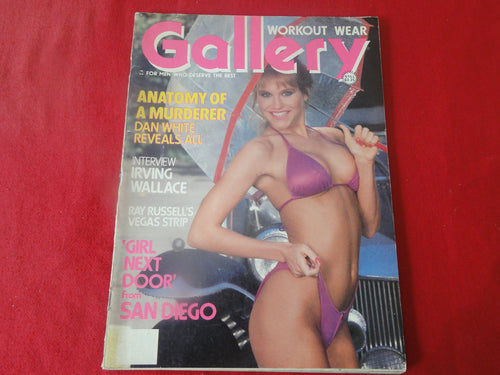 WORKOUT WEAR
Gallery
FOR MEN WHO DESERVE THE BEST
ANATOMY OF
A MURDERER
DAN WHITE
REVEALS ALL
INTERVIEW
IRVING
WALLACE
RAY RUSSELL'S
VEGAS STRIP
'GIRL
NEXT
DOOR'
from
SAN DIEGO